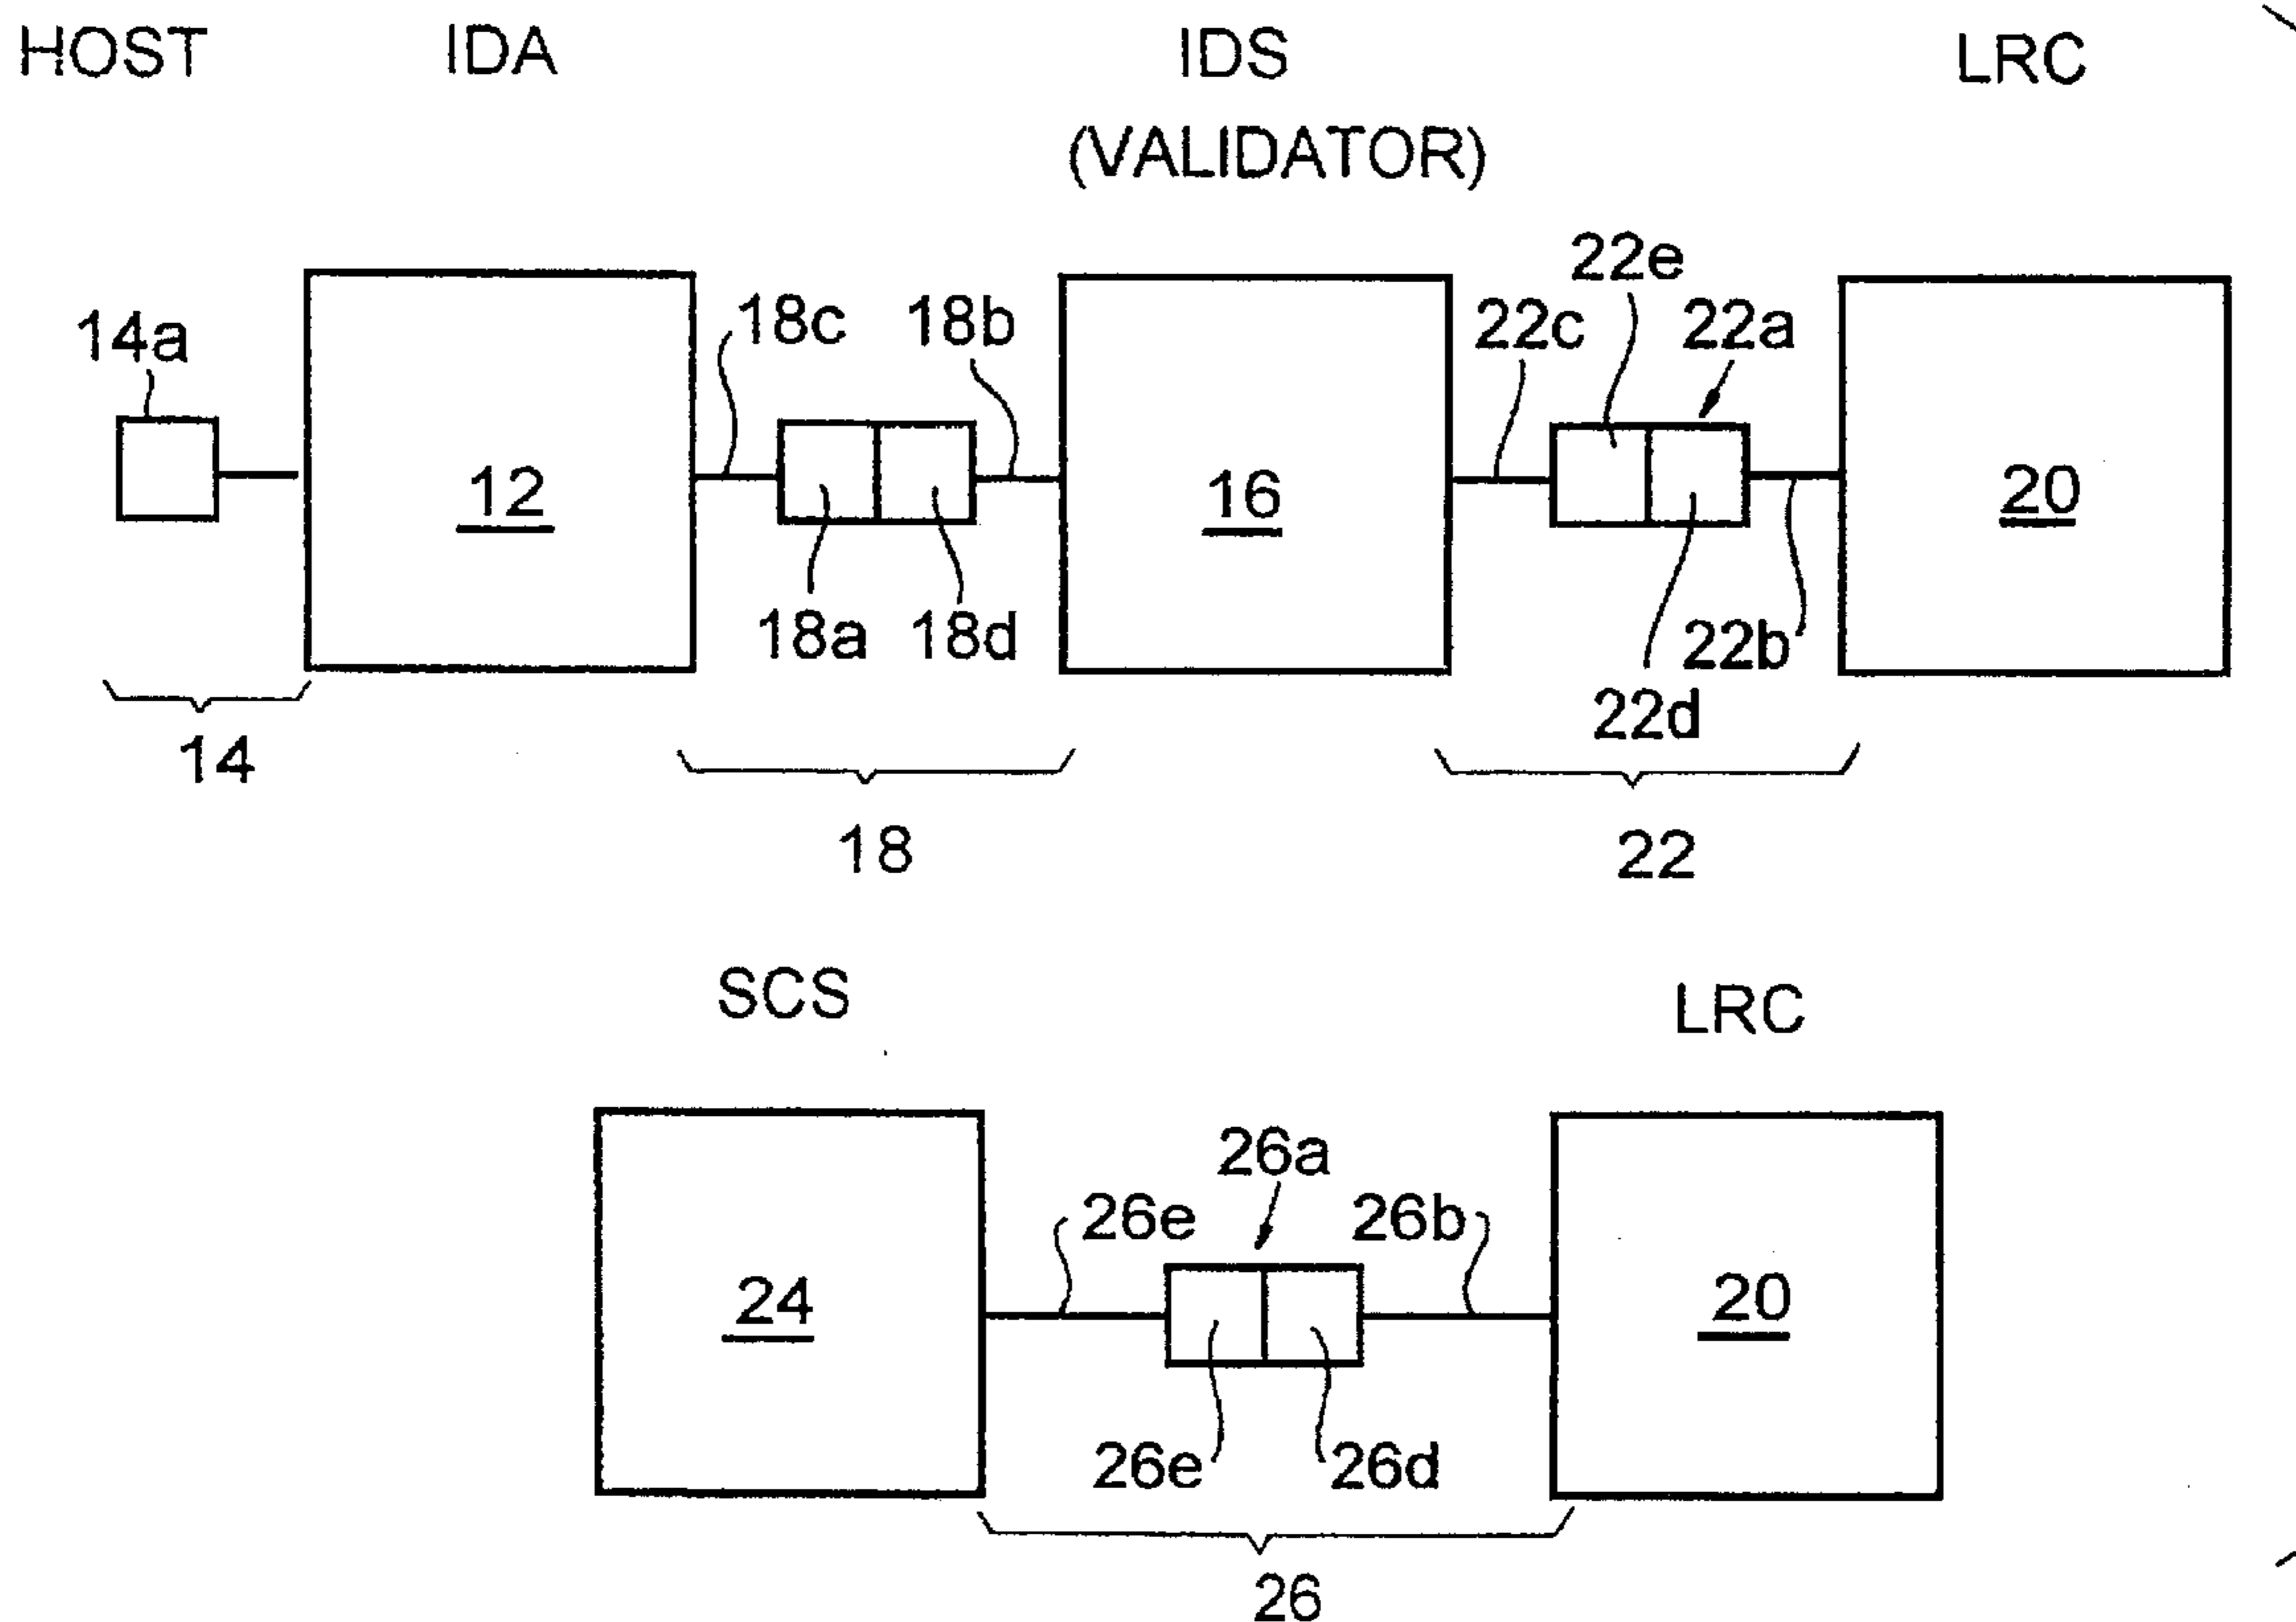 HOST IDA IDS LRC
(VALIDATOR)
22e
14a 18c 18b 22c 22a
12 16 20
18a 18d 22b
22d
14
18 22
SCS LRC
26a
26e 26b
24 20
26e 26d
26